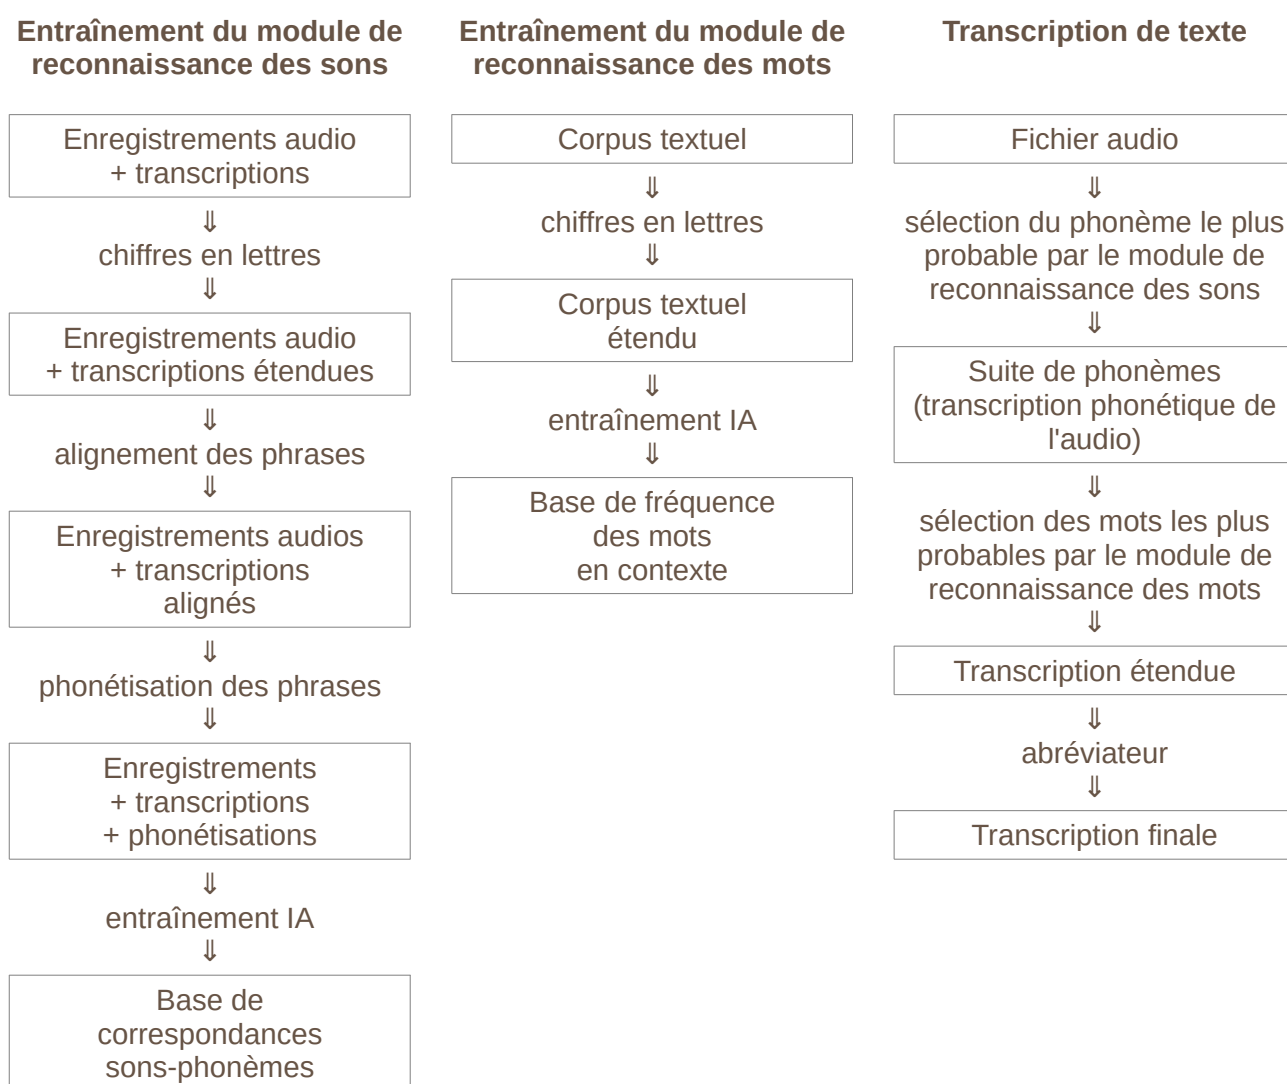 Entraînement du module de
reconnaissance des sons
Enregistrements audio
+ transcriptions
⇓
chiffres en lettres
⇓
Enregistrements audio
+ transcriptions étendues
⇓
alignement des phrases
⇓
Enregistrements audios
+ transcriptions
alignés
⇓
phonétisation des phrases
⇓
Enregistrements
+ transcriptions
+ phonétisations
⇓
entraînement IA
⇓
Base de
correspondances
sons-phonèmes
Entraînement du module de
reconnaissance des mots
Corpus textuel
⇓
chiffres en lettres
⇓
Corpus textuel
étendu
⇓
entraînement IA
⇓
Base de fréquence
des mots
en contexte
Transcription de texte
Fichier audio
⇓
sélection du phonème le plus
probable par le module de
reconnaissance des sons
⇓
Suite de phonèmes
(transcription phonétique de
l'audio)
⇓
sélection des mots les plus
probables par le module de
reconnaissance des mots
⇓
Transcription étendue
⇓
abréviateur
⇓
Transcription finale